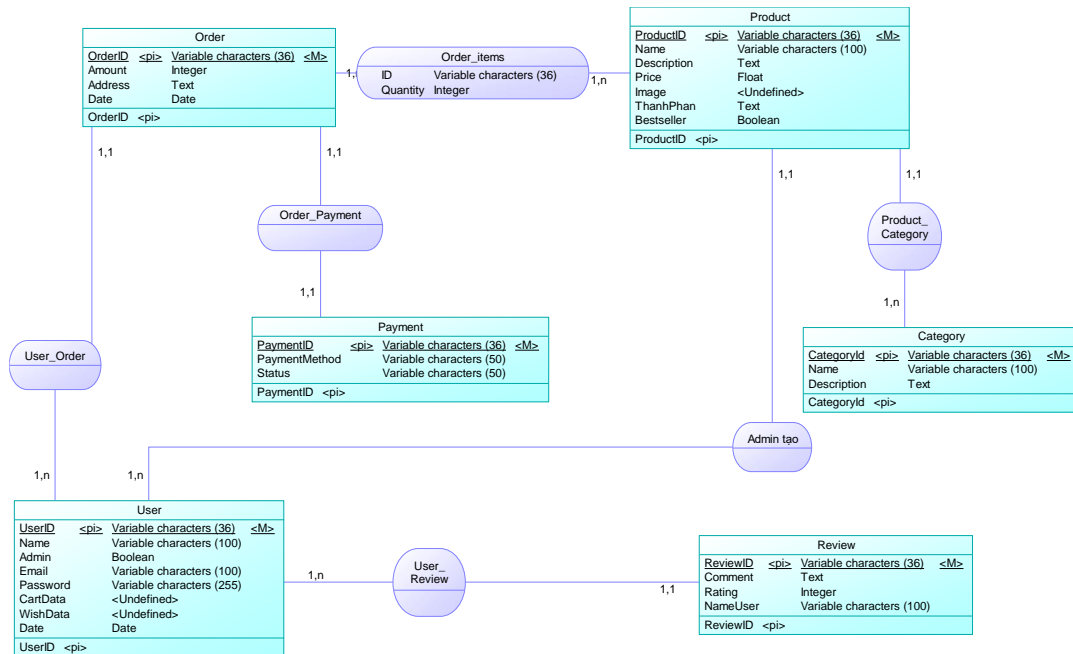 Order
OrderID <pi> Variable characters (36) <M>
Amount Integer
Address Text
Date Date
OrderID <pi>
Order_items
ID Variable characters (36)
Quantity Integer
1,n
Product
ProductID <pi> Variable characters (36) <M>
Name Variable characters (100)
Description Text
Price Float
Image <Undefined>
ThanhPhan Text
Bestseller Boolean
ProductID <pi>
1,1
1,1
1,1
1,1
Order_Payment
Product_
Category
1,1
1,n
Payment
PaymentID <pi> Variable characters (36) <M>
PaymentMethod Variable characters (50)
Status Variable characters (50)
PaymentID <pi>
Category
CategoryId <pi> Variable characters (36) <M>
Name Variable characters (100)
Description Text
CategoryId <pi>
User_Order
Admin tạo
1,n
1,n
User
UserID <pi> Variable characters (36) <M>
Name Variable characters (100)
Admin Boolean
Email Variable characters (100)
Password Variable characters (255)
CartData <Undefined>
WishData <Undefined>
Date Date
UserID <pi>
1,n
User_
Review
1,1
Review
ReviewID <pi> Variable characters (36) <M>
Comment Text
Rating Integer
NameUser Variable characters (100)
ReviewID <pi>